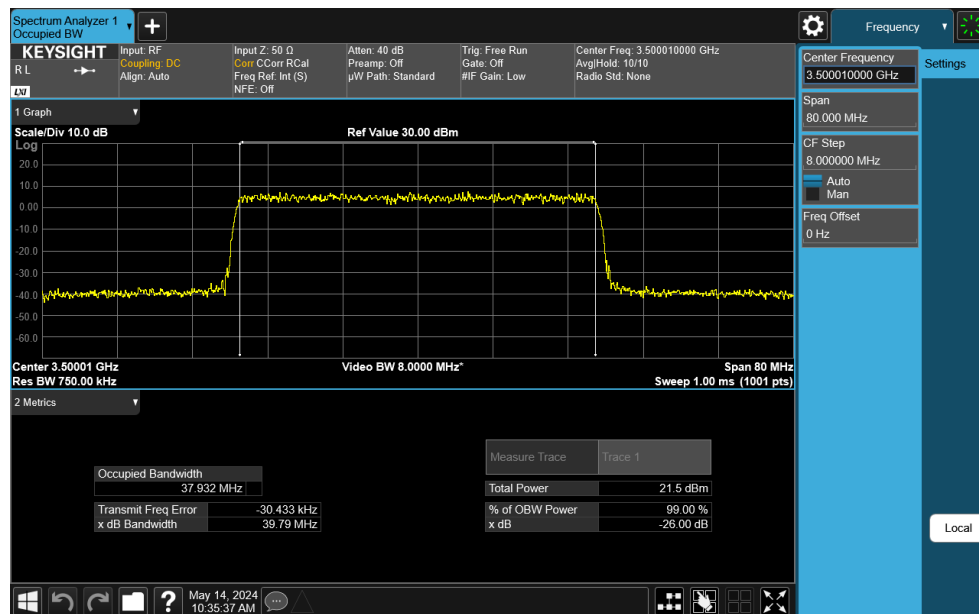 Spectrum Analyzer 1
Occupied BW
+
Frequency
KEYSIGHT
R L
LXI
Input: RF
Coupling: DC
Align: Auto
Input Z: 50 Ω
Corr CCorr RCal
Freq Ref: Int (S)
NFE: Off
Atten: 40 dB
Preamp: Off
µW Path: Standard
Trig: Free Run
Gate: Off
#IF Gain: Low
Center Freq: 3.500010000 GHz
Avg|Hold: 10/10
Radio Std: None
Center Frequency
3.500010000 GHz
Settings
Span
80.000 MHz
CF Step
8.000000 MHz
Auto
Man
Freq Offset
0 Hz
Local
1 Graph
Scale/Div 10.0 dB
Ref Value 30.00 dBm
Log
20.0
10.0
0.00
-10.0
-20.0
-30.0
-40.0
-50.0
-60.0
Center 3.50001 GHz
Video BW 8.0000 MHz*
Span 80 MHz
Res BW 750.00 kHz
Sweep 1.00 ms (1001 pts)
2 Metrics
Measure Trace Trace 1
Occupied Bandwidth
37.932 MHz
Total Power 21.5 dBm
Transmit Freq Error -30.433 kHz
% of OBW Power 99.00 %
x dB Bandwidth 39.79 MHz
x dB -26.00 dB
?
May 14, 2024
10:35:37 AM